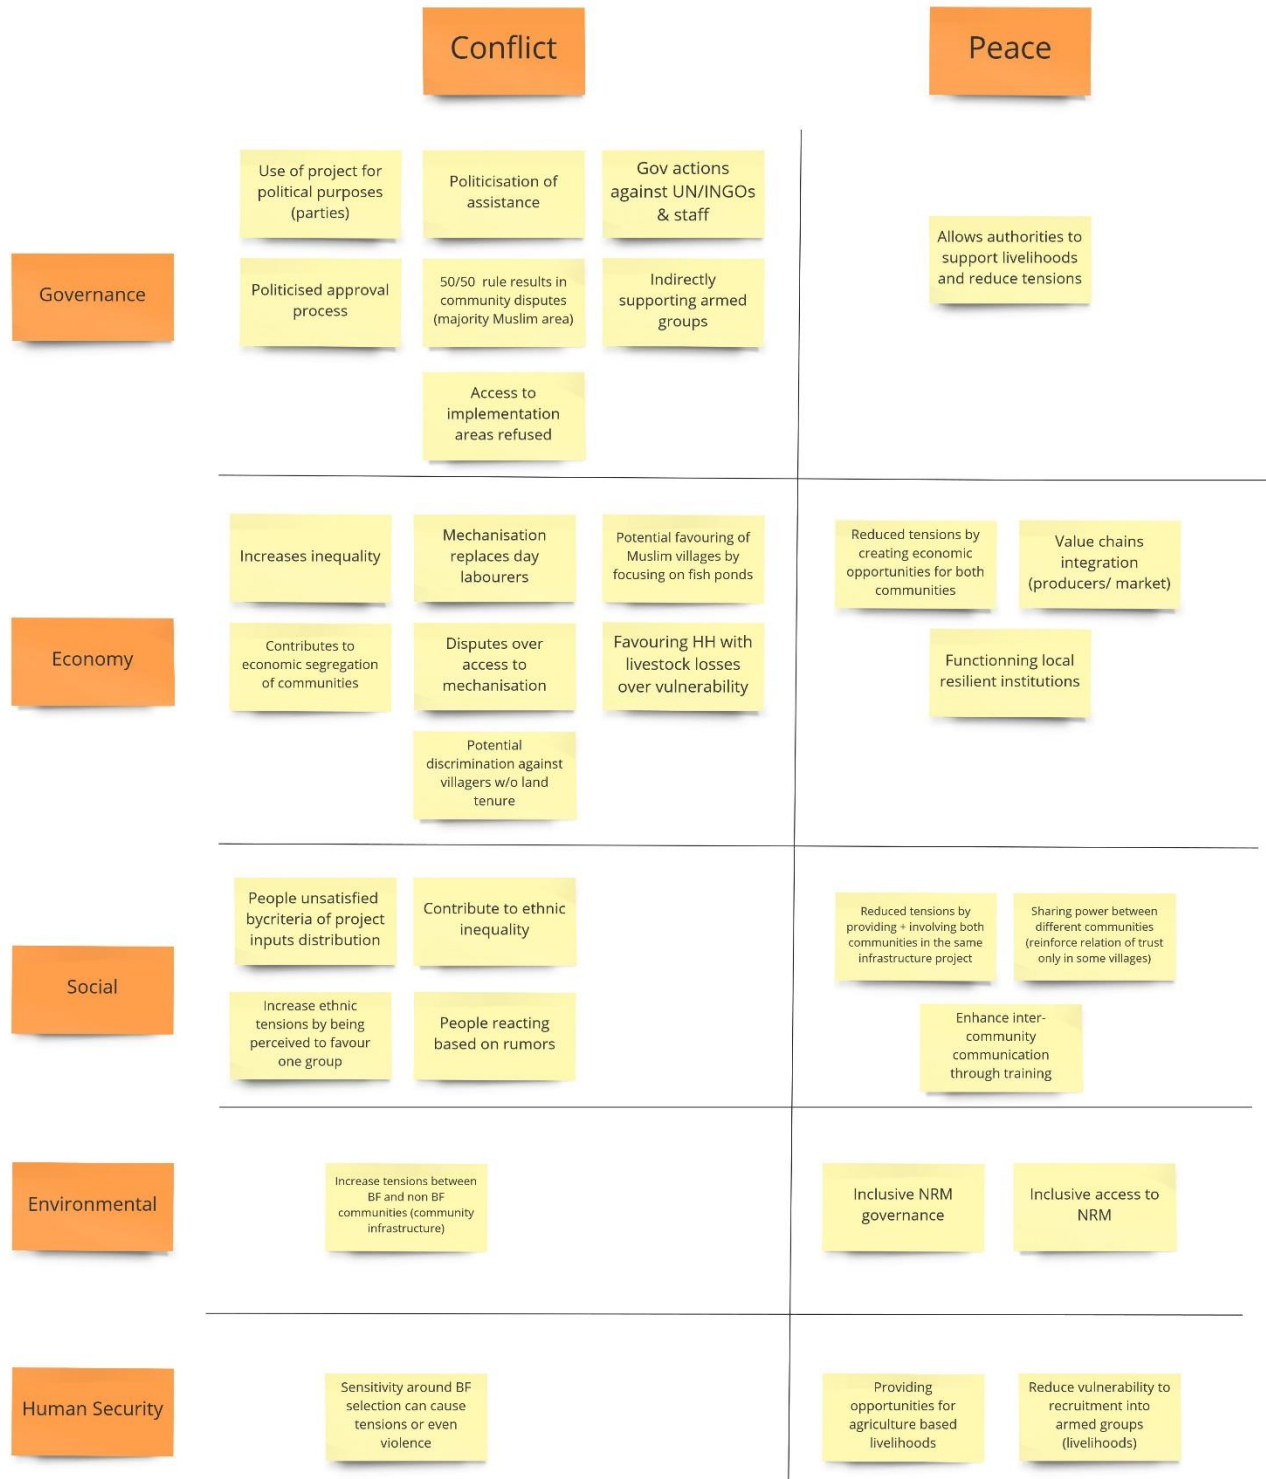 Conflict
Peace
Governance
Use of project for
political purposes
(parties)
Politicisation of
assistance
Gov actions
against UN/INGOs
& staff
Politicised approval
process
50/50 rule results in
community disputes
(majority Muslim area)
Indirectly
supporting armed
groups
Access to
implementation
areas refused
Allows authorities to
support livelihoods
and reduce tensions
Economy
Increases inequality
Mechanisation
replaces day
labourers
Potential favouring of
Muslim villages by
focusing on fish ponds
Contributes to
economic segregation
of communities
Disputes over
access to
mechanisation
Favouring HH with
livestock losses
over vulnerability
Potential
discrimination against
villagers w/o land
tenure
Reduced tensions by
creating economic
opportunities for both
communities
Value chains
integration
(producers/ market)
Functionning local
resilient institutions
Social
People unsatisfied
bycriteria of project
inputs distribution
Contribute to ethnic
inequality
Increase ethnic
tensions by being
perceived to favour
one group
People reacting
based on rumors
Reduced tensions by
providing + involving both
communities in the same
infrastructure project
Sharing power between
different communities
(reinforce relation of trust
only in some villages)
Enhance inter-
community
communication
through training
Environmental
Increase tensions between
BF and non BF
communities (community
infrastructure)
Inclusive NRM
governance
Inclusive access to
NRM
Human Security
Sensitivity around BF
selection can cause
tensions or even
violence
Providing
opportunities for
agriculture based
livelihoods
Reduce vulnerability to
recruitment into
armed groups
(livelihoods)